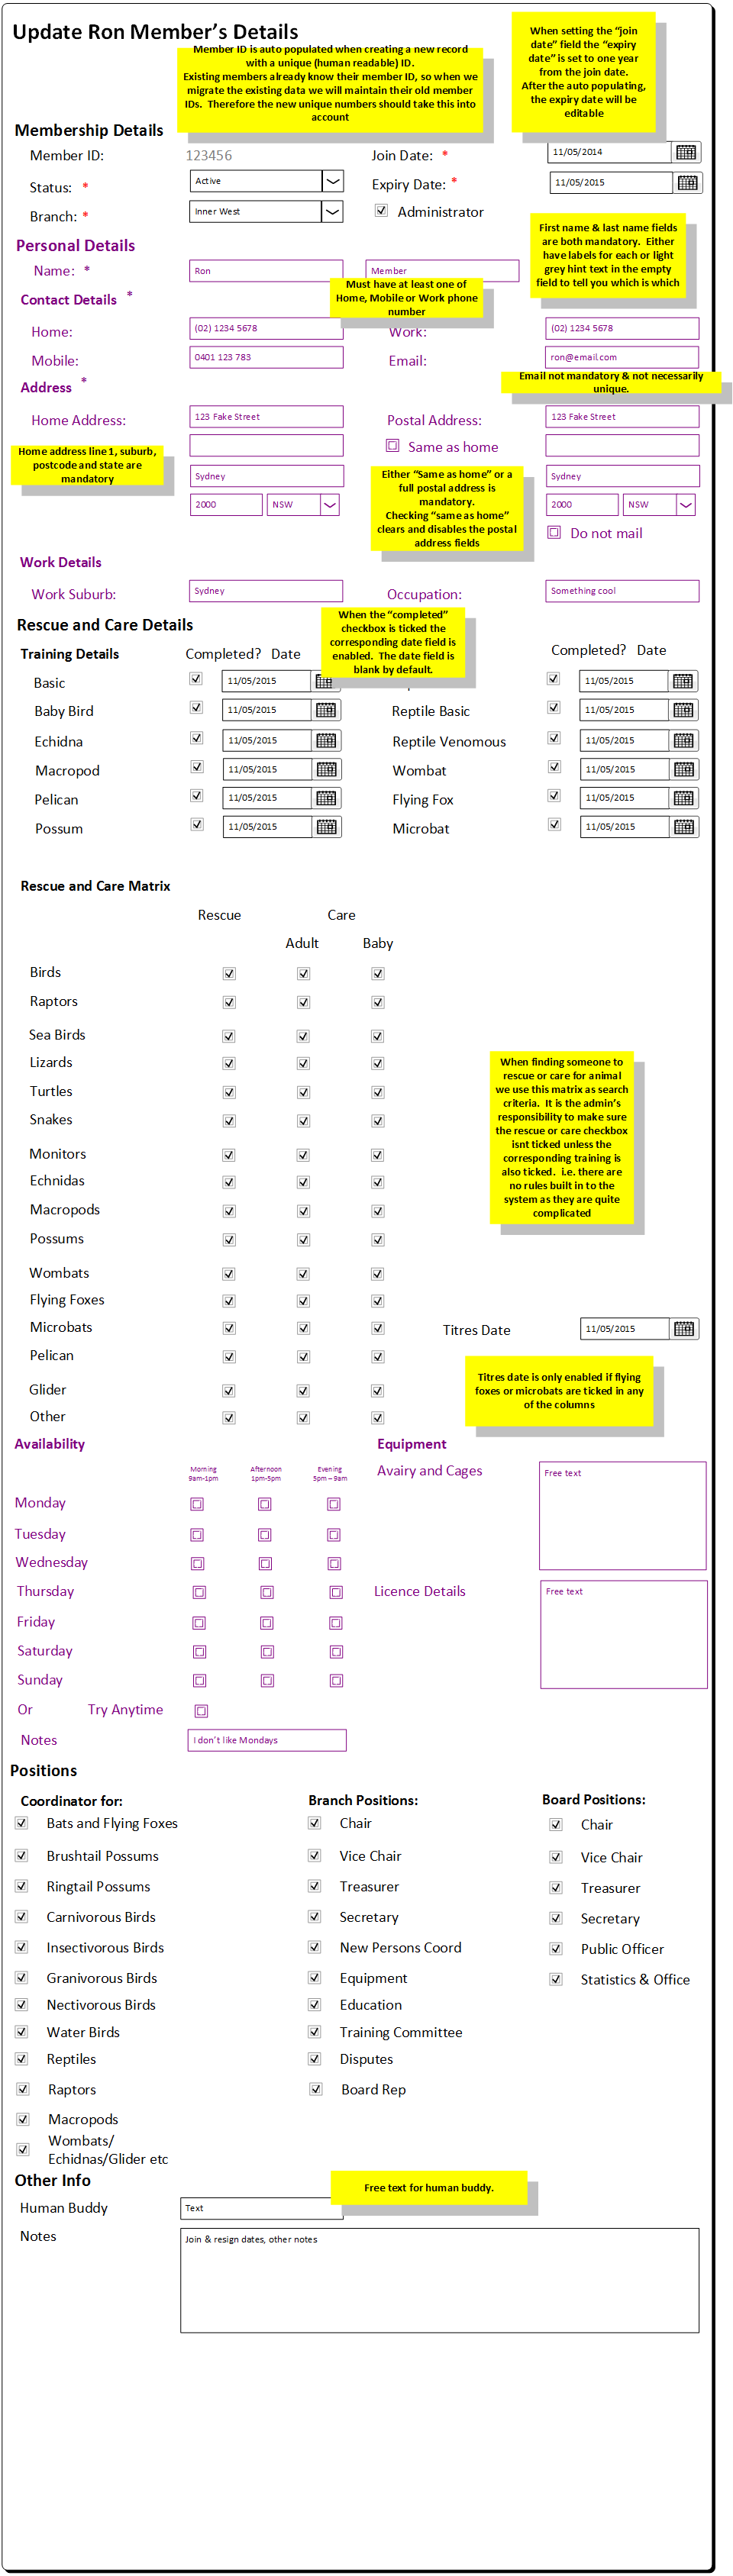 Update Ron Member's Details
Member ID is auto populated when creating a new record
with a unique (human readable) ID.
Existing members already know their member ID, so when we
migrate the existing data we will maintain their old member
IDs. Therefore the new unique numbers should take this into
account
When setting the "join
date" field the "expiry
date" is set to one year
from the join date.
After the auto populating,
the expiry date will be
editable
Membership Details
Member ID: 123456 Join Date: * 11/05/2014
Status: * Active Expiry Date: * 11/05/2015
Branch: * Inner West Administrator
Personal Details
Name: * Ron Member
First name & last name fields
are both mandatory. Either
have labels for each or light
grey hint text in the empty
field to tell you which is which
Contact Details *
Must have at least one of
Home, Mobile or Work phone
number
Home: (02) 1234 5678 Work: (02) 1234 5678
Mobile: 0401 123 783 Email: ron@email.com
Email not mandatory & not necessarily
unique.
Address *
Home Address: 123 Fake Street Postal Address: 123 Fake Street
Same as home
Home address line 1, suburb,
postcode and state are
mandatory
Sydney Sydney
2000 NSW 2000 NSW
Either "Same as home" or a
full postal address is
mandatory.
Checking "same as home"
clears and disables the postal
address fields
Do not mail
Work Details
Work Suburb: Sydney Occupation: Something cool
Rescue and Care Details
When the "completed"
checkbox is ticked the
corresponding date field is
enabled. The date field is
blank by default.
Training Details Completed? Date Completed? Date
Basic 11/05/2015 11/05/2015
Baby Bird 11/05/2015 Reptile Basic 11/05/2015
Echidna 11/05/2015 Reptile Venomous 11/05/2015
Macropod 11/05/2015 Wombat 11/05/2015
Pelican 11/05/2015 Flying Fox 11/05/2015
Possum 11/05/2015 Microbat 11/05/2015
Rescue and Care Matrix
Rescue Care
Adult Baby
Birds
Raptors
Sea Birds
Lizards
Turtles
Snakes
Monitors
Echnidas
Macropods
Possums
Wombats
Flying Foxes
Microbats
Pelican
Glider
Other
When finding someone to
rescue or care for animal
we use this matrix as search
criteria. It is the admin's
responsibility to make sure
the rescue or care checkbox
isnt ticked unless the
corresponding training is
also ticked. i.e. there are
no rules built in to the
system as they are quite
complicated
Titres Date 11/05/2015
Titres date is only enabled if flying
foxes or microbats are ticked in any
of the columns
Availability
Morning Afternoon Evening
9am-1pm 1pm-5pm 5pm – 9am
Monday
Tuesday
Wednesday
Thursday
Friday
Saturday
Sunday
Or Try Anytime
Notes I don't like Mondays
Equipment
Avairy and Cages Free text
Licence Details Free text
Positions
Coordinator for:
Bats and Flying Foxes
Brushtail Possums
Ringtail Possums
Carnivorous Birds
Insectivorous Birds
Granivorous Birds
Nectivorous Birds
Water Birds
Reptiles
Raptors
Macropods
Wombats/
Echidnas/Glider etc
Branch Positions:
Chair
Vice Chair
Treasurer
Secretary
New Persons Coord
Equipment
Education
Training Committee
Disputes
Board Rep
Board Positions:
Chair
Vice Chair
Treasurer
Secretary
Public Officer
Statistics & Office
Other Info
Human Buddy Text
Free text for human buddy.
Notes Join & resign dates, other notes